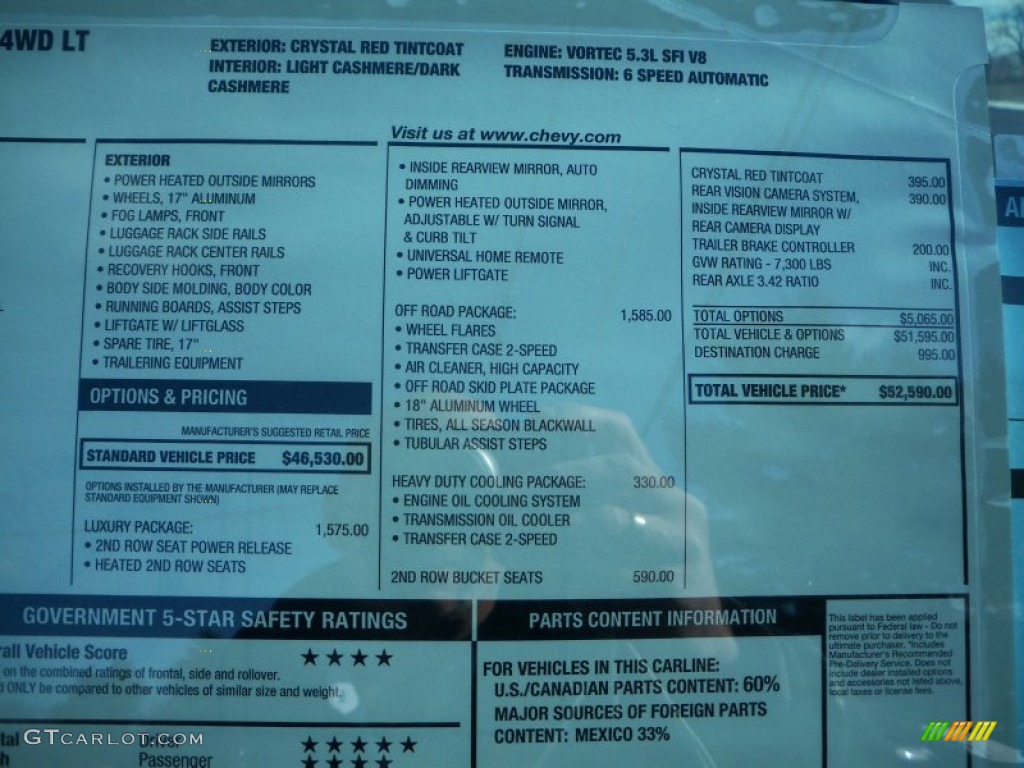 4WD LT
EXTERIOR: CRYSTAL RED TINTCOAT
INTERIOR: LIGHT CASHMERE/DARK
CASHMERE
ENGINE: VORTEC 5.3L SFI V8
TRANSMISSION: 6 SPEED AUTOMATIC
Visit us at www.chevy.com
EXTERIOR
• POWER HEATED OUTSIDE MIRRORS
• WHEELS, 17" ALUMINUM
• FOG LAMPS, FRONT
• LUGGAGE RACK SIDE RAILS
• LUGGAGE RACK CENTER RAILS
• RECOVERY HOOKS, FRONT
• BODY SIDE MOLDING, BODY COLOR
• RUNNING BOARDS, ASSIST STEPS
• LIFTGATE W/ LIFTGLASS
• SPARE TIRE, 17"
• TRAILERING EQUIPMENT
OPTIONS & PRICING
MANUFACTURER'S SUGGESTED RETAIL PRICE
STANDARD VEHICLE PRICE $46,530.00
OPTIONS INSTALLED BY THE MANUFACTURER (MAY REPLACE
STANDARD EQUIPMENT SHOWN)
LUXURY PACKAGE: 1,575.00
• 2ND ROW SEAT POWER RELEASE
• HEATED 2ND ROW SEATS
• INSIDE REARVIEW MIRROR, AUTO
DIMMING
• POWER HEATED OUTSIDE MIRROR,
ADJUSTABLE W/ TURN SIGNAL
& CURB TILT
• UNIVERSAL HOME REMOTE
• POWER LIFTGATE
OFF ROAD PACKAGE: 1,585.00
• WHEEL FLARES
• TRANSFER CASE 2-SPEED
• AIR CLEANER, HIGH CAPACITY
• OFF ROAD SKID PLATE PACKAGE
• 18" ALUMINUM WHEEL
• TIRES, ALL SEASON BLACKWALL
• TUBULAR ASSIST STEPS
HEAVY DUTY COOLING PACKAGE: 330.00
• ENGINE OIL COOLING SYSTEM
• TRANSMISSION OIL COOLER
• TRANSFER CASE 2-SPEED
2ND ROW BUCKET SEATS 590.00
CRYSTAL RED TINTCOAT 395.00
REAR VISION CAMERA SYSTEM, 390.00
INSIDE REARVIEW MIRROR W/
REAR CAMERA DISPLAY
TRAILER BRAKE CONTROLLER 200.00
GVW RATING - 7,300 LBS INC.
REAR AXLE 3.42 RATIO INC.
TOTAL OPTIONS $5,065.00
TOTAL VEHICLE & OPTIONS $51,595.00
DESTINATION CHARGE 995.00
TOTAL VEHICLE PRICE* $52,590.00
GOVERNMENT 5-STAR SAFETY RATINGS
rall Vehicle Score ★★★★
on the combined ratings of frontal, side and rollover.
ONLY be compared to other vehicles of similar size and weight.
Driver ★★★★★
Passenger ★★★★
PARTS CONTENT INFORMATION
FOR VEHICLES IN THIS CARLINE:
U.S./CANADIAN PARTS CONTENT: 60%
MAJOR SOURCES OF FOREIGN PARTS
CONTENT: MEXICO 33%
This label has been applied
pursuant to Federal law - Do not
remove prior to delivery to the
ultimate purchaser. *Includes
Manufacturer's Recommended
Pre-Delivery Service. Does not
include dealer installed options
and accessories not listed above,
local taxes or license fees.
GTCARLOT.COM